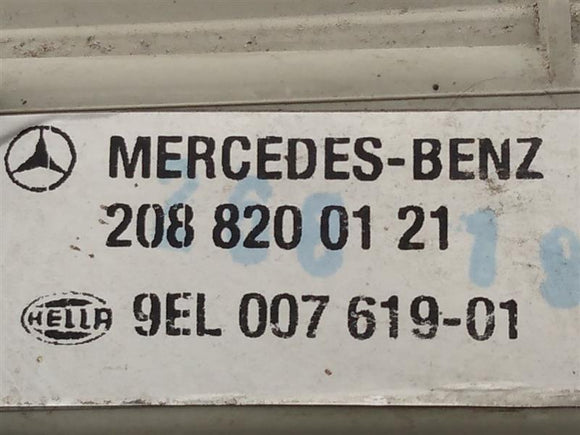 MERCEDES-BENZ
208 820 01 21
HELLA 9EL 007 619-01